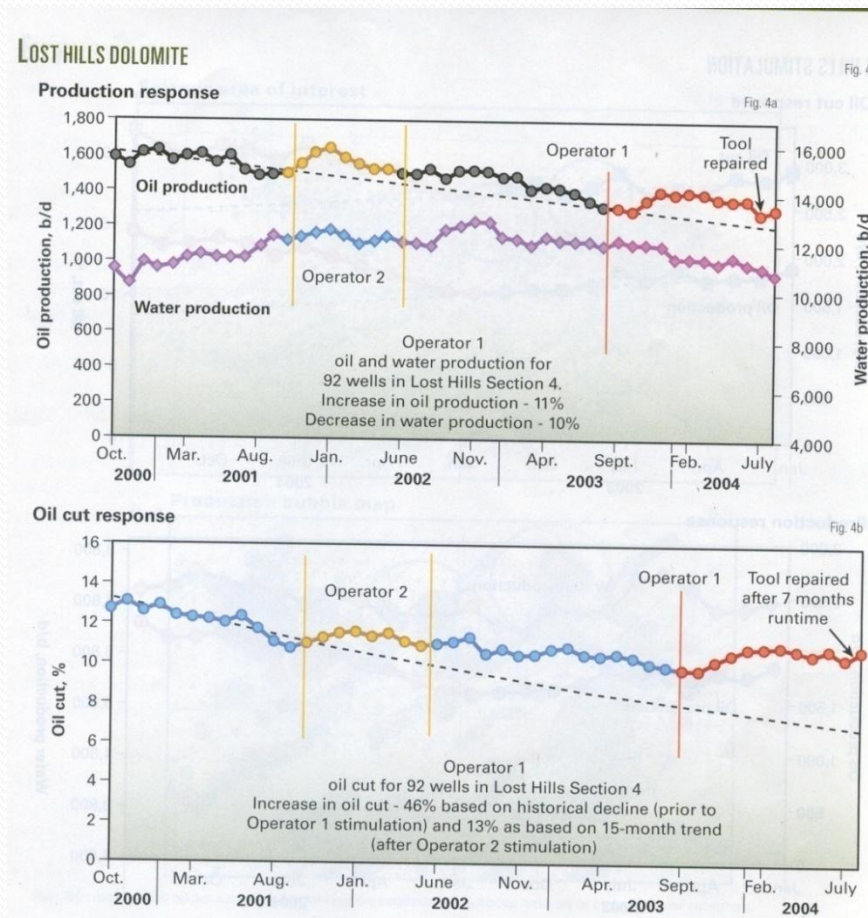 LOST HILLS DOLOMITE
Fig. 4
Production response
Fig. 4a
1,800
1,600
1,400
1,200
1,000
800
600
400
200
0
Oil production, b/d
16,000
14,000
12,000
10,000
8,000
6,000
4,000
Water production, b/d
Operator 1
Tool
repaired
Oil production
Operator 2
Water production
Operator 1
oil and water production for
92 wells in Lost Hills Section 4.
Increase in oil production - 11%
Decrease in water production - 10%
Oct. Mar. Aug. Jan. June Nov. Apr. Sept. Feb. July
2000 2001 2002 2003 2004
Oil cut response
Fig. 4b
16
14
12
10
8
6
4
2
0
Oil cut, %
Operator 2
Operator 1
Tool repaired
after 7 months
runtime
Operator 1
oil cut for 92 wells in Lost Hills Section 4
Increase in oil cut - 46% based on historical decline (prior to
Operator 1 stimulation) and 13% as based on 15-month trend
(after Operator 2 stimulation)
Oct. Mar. Aug. Jan. June Nov. Apr. Sept. Feb. July
2000 2001 2002 2003 2004